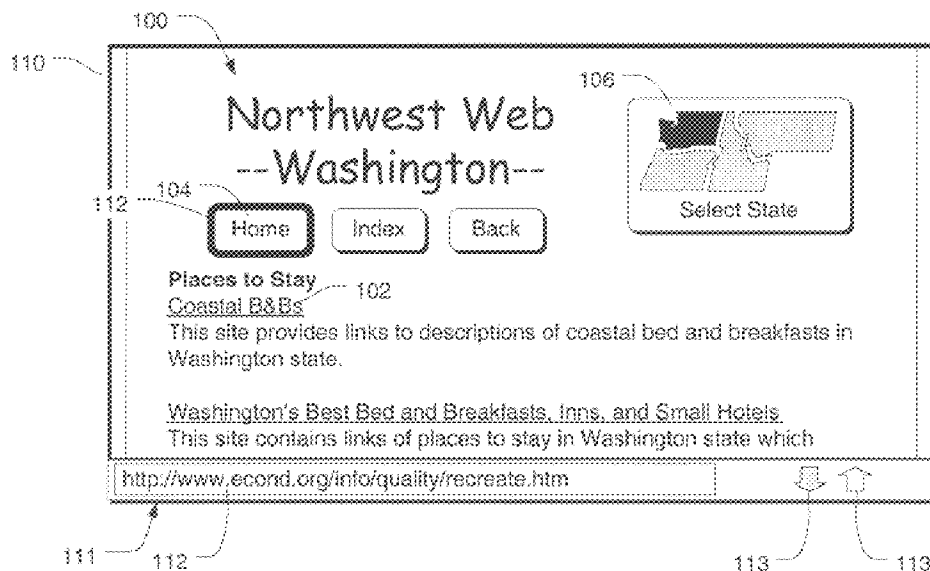 100
110
106
Northwest Web
--Washington--
104
112
Select State
Home
Index
Back
Places to Stay
Coastal B&Bs
102
This site provides links to descriptions of coastal bed and breakfasts in
Washington state.
Washington's Best Bed and Breakfasts, Inns, and Small Hotels
This site contains links of places to stay in Washington state which
http://www.econd.org/info/quality/recreate.htm
111
112
113
113